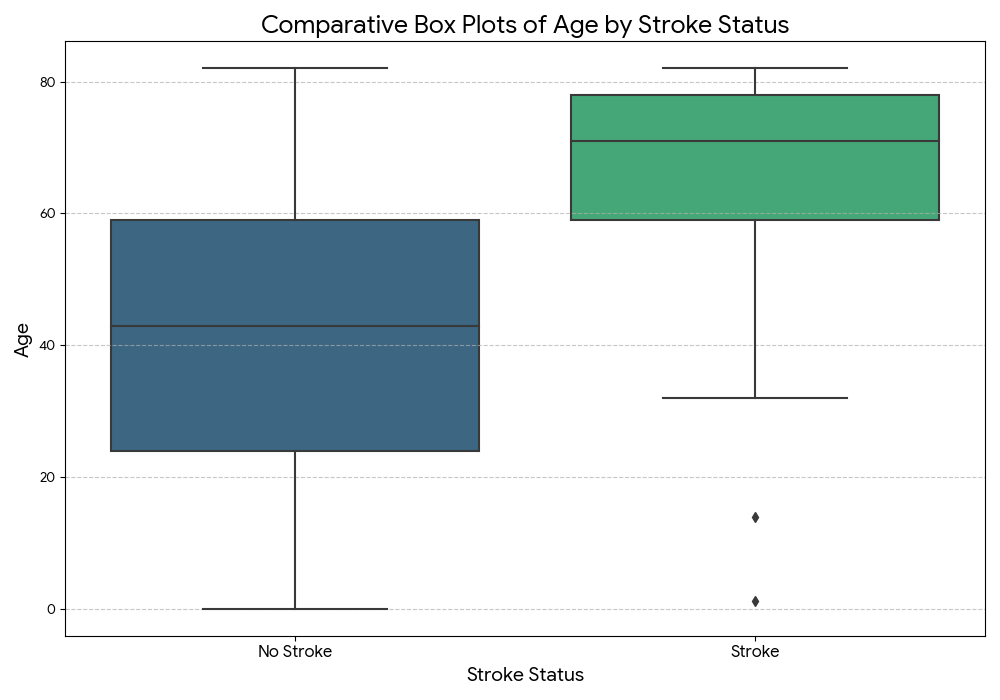 Comparative Box Plots of Age by Stroke Status
80
60
40
20
0
Age
No Stroke
Stroke
Stroke Status